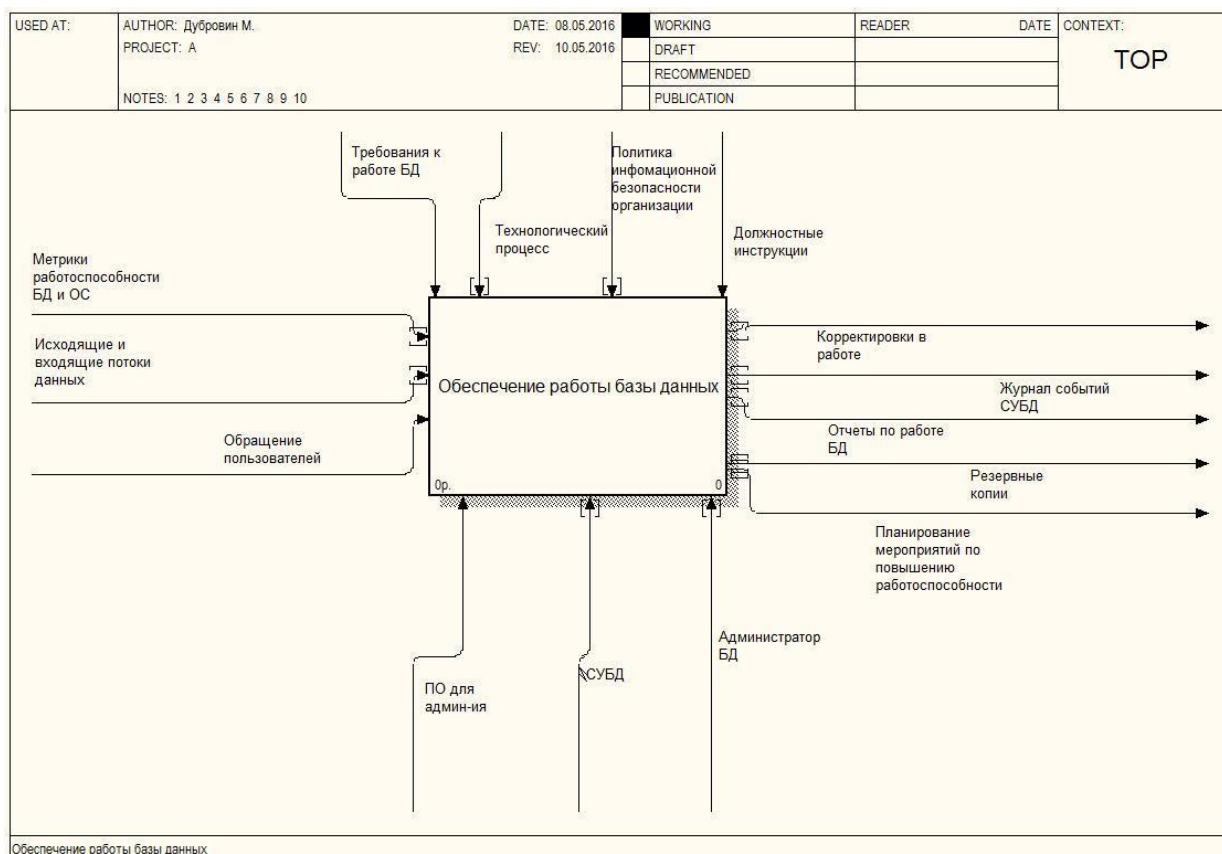 USED AT:
AUTHOR: Дубровин М.
DATE: 08.05.2016
WORKING
READER
DATE
CONTEXT:
PROJECT: A
REV: 10.05.2016
DRAFT
TOP
RECOMMENDED
NOTES: 1 2 3 4 5 6 7 8 9 10
PUBLICATION
Требования к
работе БД
Технологический
процесс
Политика
инфомационной
безопасности
организации
Должностные
инструкции
Метрики
работоспособности
БД и ОС
Исходящие и
входящие потоки
данных
Обращение
пользователей
Обеспечение работы базы данных
0р.
0
Корректировки в
работе
Журнал событий
СУБД
Отчеты по работе
БД
Резервные
копии
Планирование
мероприятий по
повышению
работоспособности
ПО для
админ-ия
СУБД
Администратор
БД
Обеспечение работы базы данных